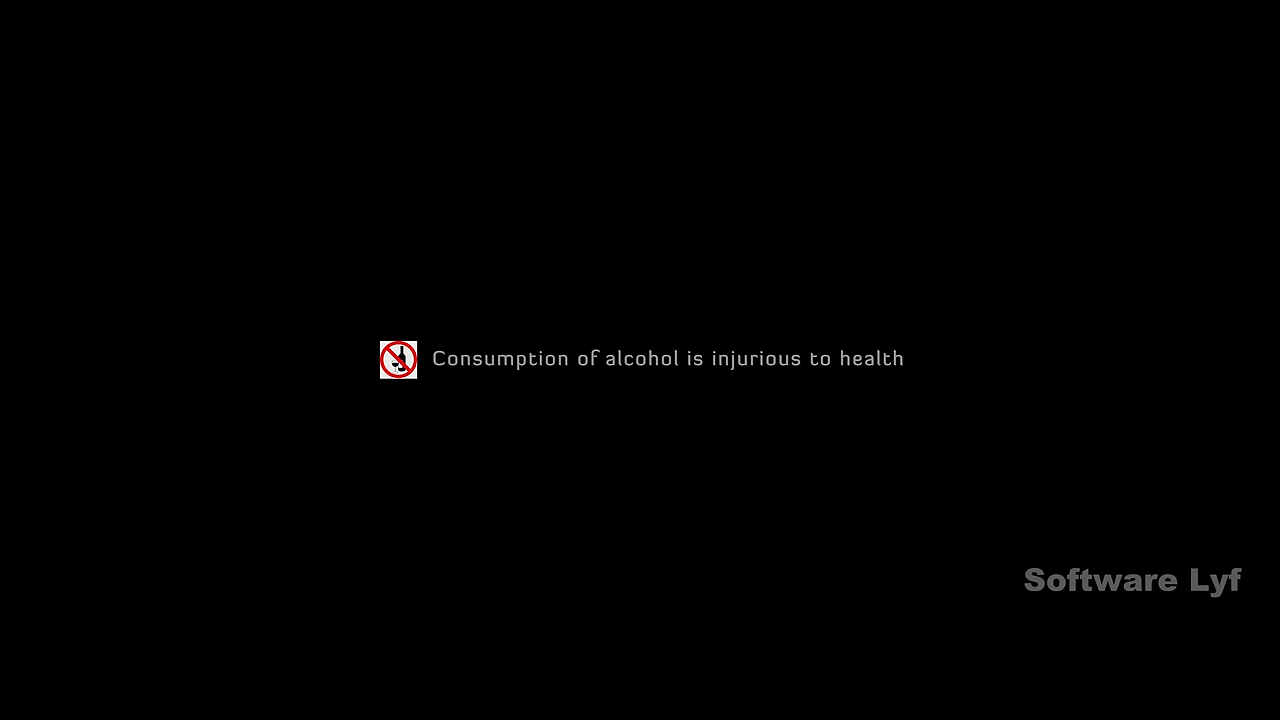 Consumption of alcohol is injurious to health
Software Lyf